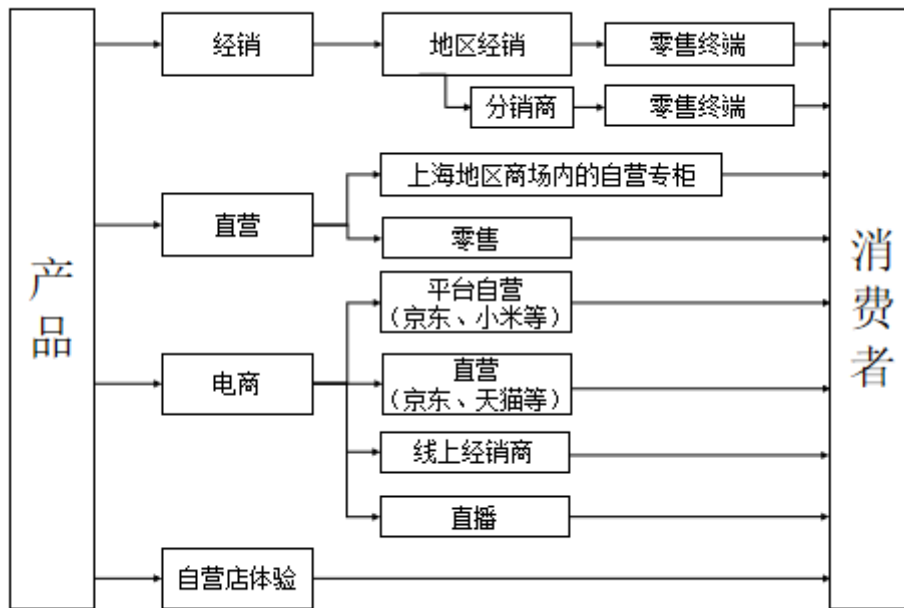 产品
经销
地区经销
零售终端
分销商
零售终端
直营
上海地区商场内的自营专柜
零售
电商
平台自营
（京东、小米等）
直营
（京东、天猫等）
线上经销商
直播
自营店体验
消费者